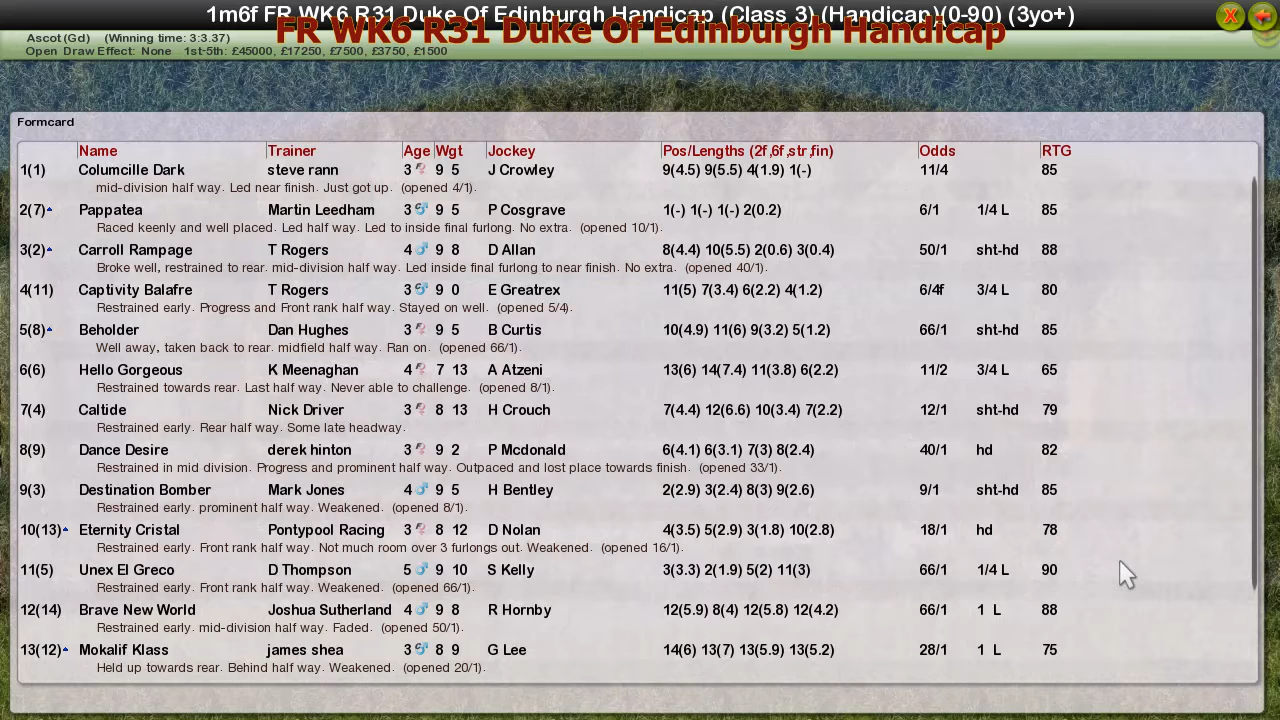 1m6f FR WK6 R31 Duke Of Edinburgh Handicap (Class 3) (Handicap)(0-90) (3yo+)
FR WK6 R31 Duke Of Edinburgh Handicap
Ascot(Gd) (Winning time: 3:3.37)
Open Draw Effect: None 1st-5th: £45000, £17250, £7500, £3750, £1500
Formcard
Name Trainer Age Wgt Jockey Pos/Lengths (2f,6f,str,fin) Odds RTG
1(1) Columcille Dark steve rann 3 9 5 J Crowley 9(4.5) 9(5.5) 4(1.9) 1(-) 11/4 85
mid-division half way. Led near finish. Just got up. (opened 4/1).
2(7) Pappatea Martin Leedham 3 9 5 P Cosgrave 1(-) 1(-) 1(-) 2(0.2) 6/1 1/4 L 85
Raced keenly and well placed. Led half way. Led to inside final furlong. No extra. (opened 10/1).
3(2) Carroll Rampage T Rogers 4 9 8 D Allan 8(4.4) 10(5.5) 2(0.6) 3(0.4) 50/1 sht-hd 88
Broke well, restrained to rear. mid-division half way. Led inside final furlong to near finish. No extra. (opened 40/1).
4(11) Captivity Balafre T Rogers 3 9 0 E Greatrex 11(5) 7(3.4) 6(2.2) 4(1.2) 6/4f 3/4 L 80
Restrained early. Progress and Front rank half way. Stayed on well. (opened 5/4).
5(8) Beholder Dan Hughes 3 9 5 B Curtis 10(4.9) 11(6) 9(3.2) 5(1.2) 66/1 sht-hd 85
Well away, taken back to rear. midfield half way. Ran on. (opened 66/1).
6(6) Hello Gorgeous K Meenaghan 4 7 13 A Atzeni 13(6) 14(7.4) 11(3.8) 6(2.2) 11/2 3/4 L 65
Restrained towards rear. Last half way. Never able to challenge. (opened 8/1).
7(4) Caltide Nick Driver 3 8 13 H Crouch 7(4.4) 12(6.6) 10(3.4) 7(2.2) 12/1 sht-hd 79
Restrained early. Rear half way. Some late headway.
8(9) Dance Desire derek hinton 3 9 2 P Mcdonald 6(4.1) 6(3.1) 7(3) 8(2.4) 40/1 hd 82
Restrained in mid division. Progress and prominent half way. Outpaced and lost place towards finish. (opened 33/1).
9(3) Destination Bomber Mark Jones 4 9 5 H Bentley 2(2.9) 3(2.4) 8(3) 9(2.6) 9/1 sht-hd 85
Restrained early. prominent half way. Weakened. (opened 8/1).
10(13) Eternity Cristal Pontypool Racing 3 8 12 D Nolan 4(3.5) 5(2.9) 3(1.8) 10(2.8) 18/1 hd 78
Restrained early. Front rank half way. Not much room over 3 furlongs out. Weakened. (opened 16/1).
11(5) Unex El Greco D Thompson 5 9 10 S Kelly 3(3.3) 2(1.9) 5(2) 11(3) 66/1 1/4 L 90
Restrained early. Front rank half way. Weakened. (opened 66/1).
12(14) Brave New World Joshua Sutherland 4 9 8 R Hornby 12(5.9) 8(4) 12(5.8) 12(4.2) 66/1 1 L 88
Restrained early. mid-division half way. Faded. (opened 50/1).
13(12) Mokalif Klass james shea 3 8 9 G Lee 14(6) 13(7) 13(5.9) 13(5.2) 28/1 1 L 75
Held up towards rear. Behind half way. Weakened. (opened 20/1).